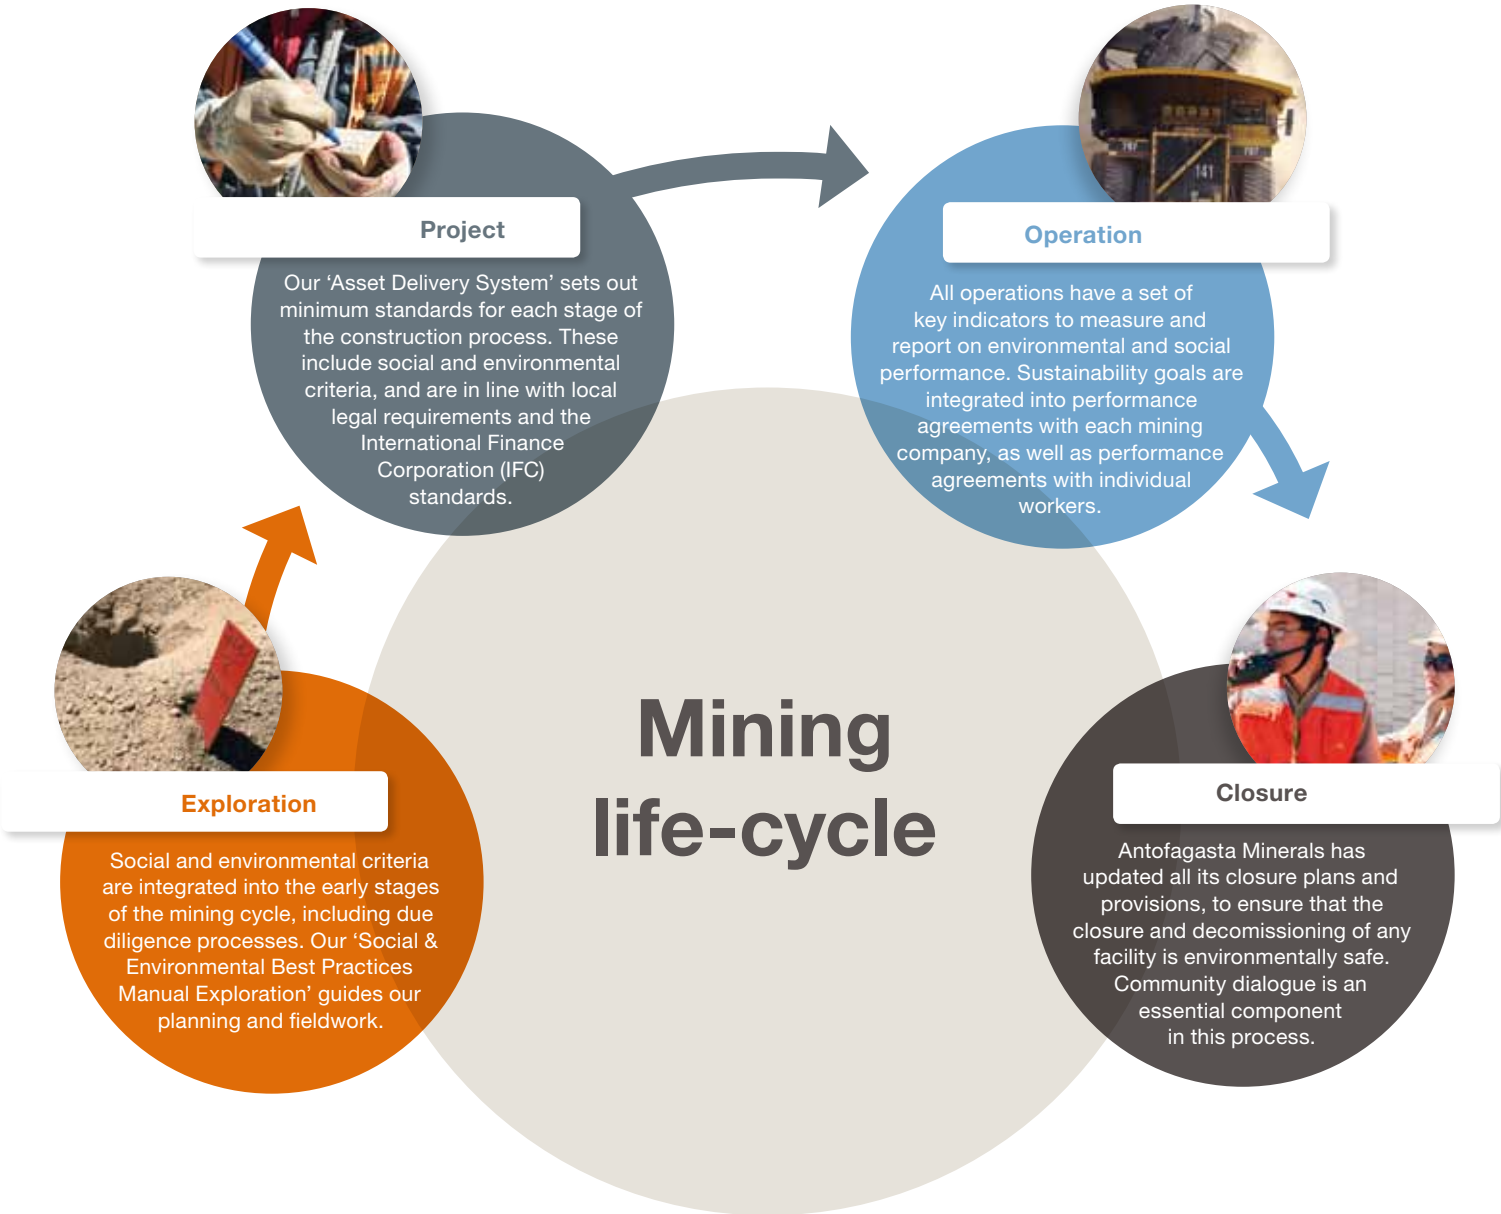 Project
Our ‘Asset Delivery System’ sets out
minimum standards for each stage of
the construction process. These
include social and environmental
criteria, and are in line with local
legal requirements and the
International Finance
Corporation (IFC)
standards.
141
Operation
All operations have a set of
key indicators to measure and
report on environmental and social
performance. Sustainability goals are
integrated into performance
agreements with each mining
company, as well as performance
agreements with individual
workers.
Exploration
Social and environmental criteria
are integrated into the early stages
of the mining cycle, including due
diligence processes. Our ‘Social &
Environmental Best Practices
Manual Exploration’ guides our
planning and fieldwork.
Mining
life-cycle
Closure
Antofagasta Minerals has
updated all its closure plans and
provisions, to ensure that the
closure and decomissioning of any
facility is environmentally safe.
Community dialogue is an
essential component
in this process.